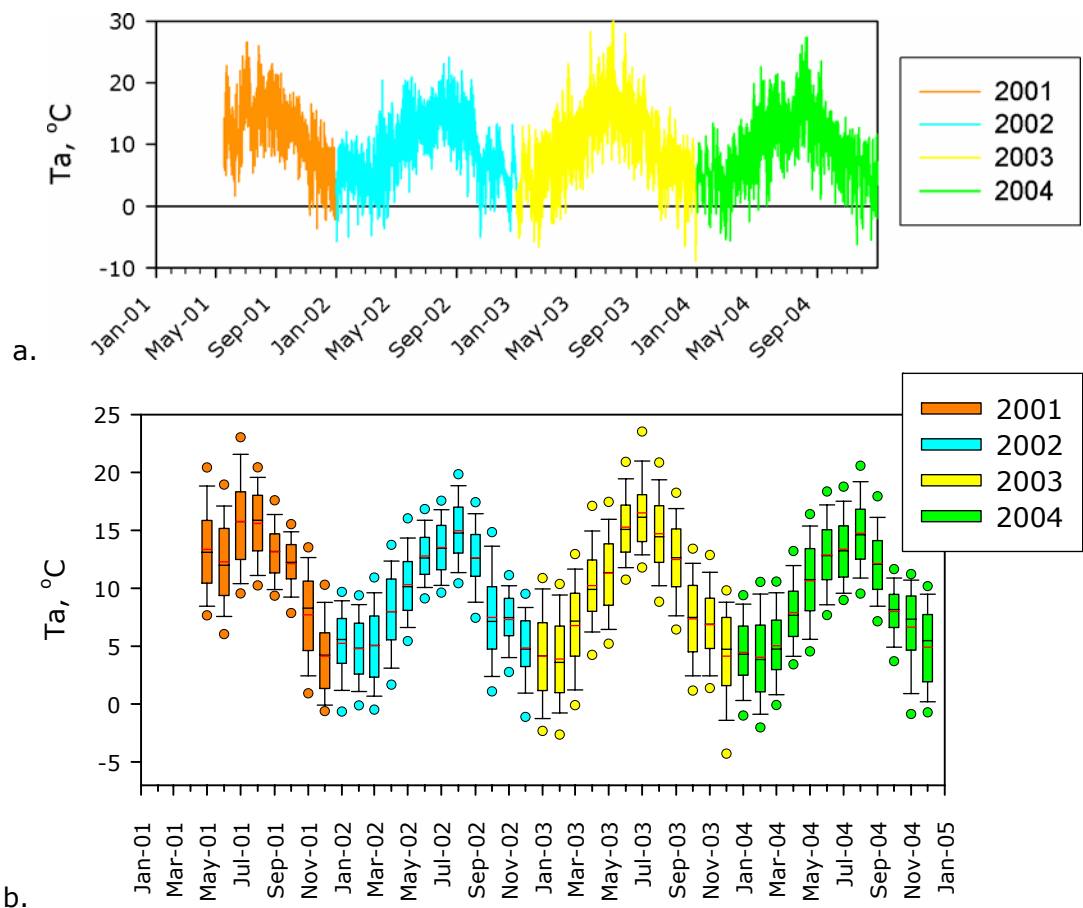 30
20
10
0
-10
Ta, °C
Jan-01
May-01
Sep-01
Jan-02
May-02
Sep-02
Jan-03
May-03
Sep-03
Jan-04
May-04
Sep-04
2001
2002
2003
2004
a.
25
20
15
10
5
0
-5
Ta, °C
Jan-01
Mar-01
May-01
Jul-01
Sep-01
Nov-01
Jan-02
Mar-02
May-02
Jul-02
Sep-02
Nov-02
Jan-03
Mar-03
May-03
Jul-03
Sep-03
Nov-03
Jan-04
Mar-04
May-04
Jul-04
Sep-04
Nov-04
Jan-05
2001
2002
2003
2004
b.